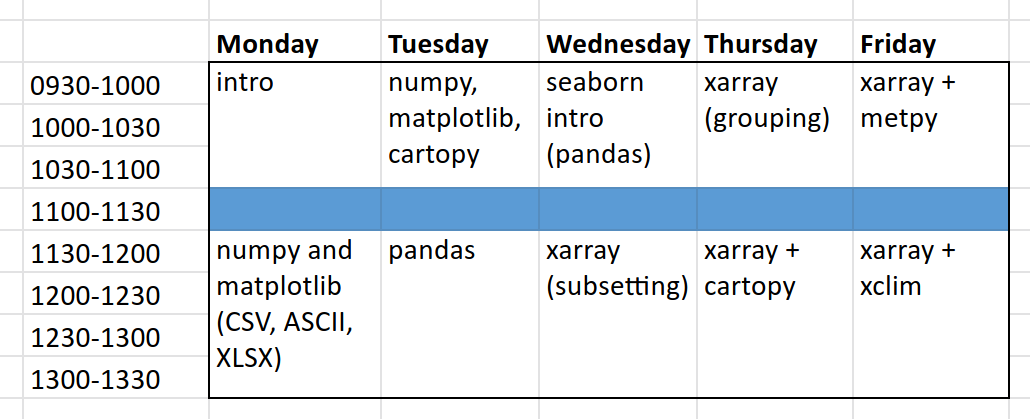 Monday Tuesday Wednesday Thursday Friday
0930-1000 intro numpy, seaborn xarray xarray +
1000-1030 matplotlib, intro (grouping) metpy
1030-1100 cartopy (pandas)
1100-1130
1130-1200 numpy and pandas xarray xarray + xarray +
1200-1230 matplotlib (subsetting) cartopy xclim
1230-1300 (CSV, ASCII,
1300-1330 XLSX)